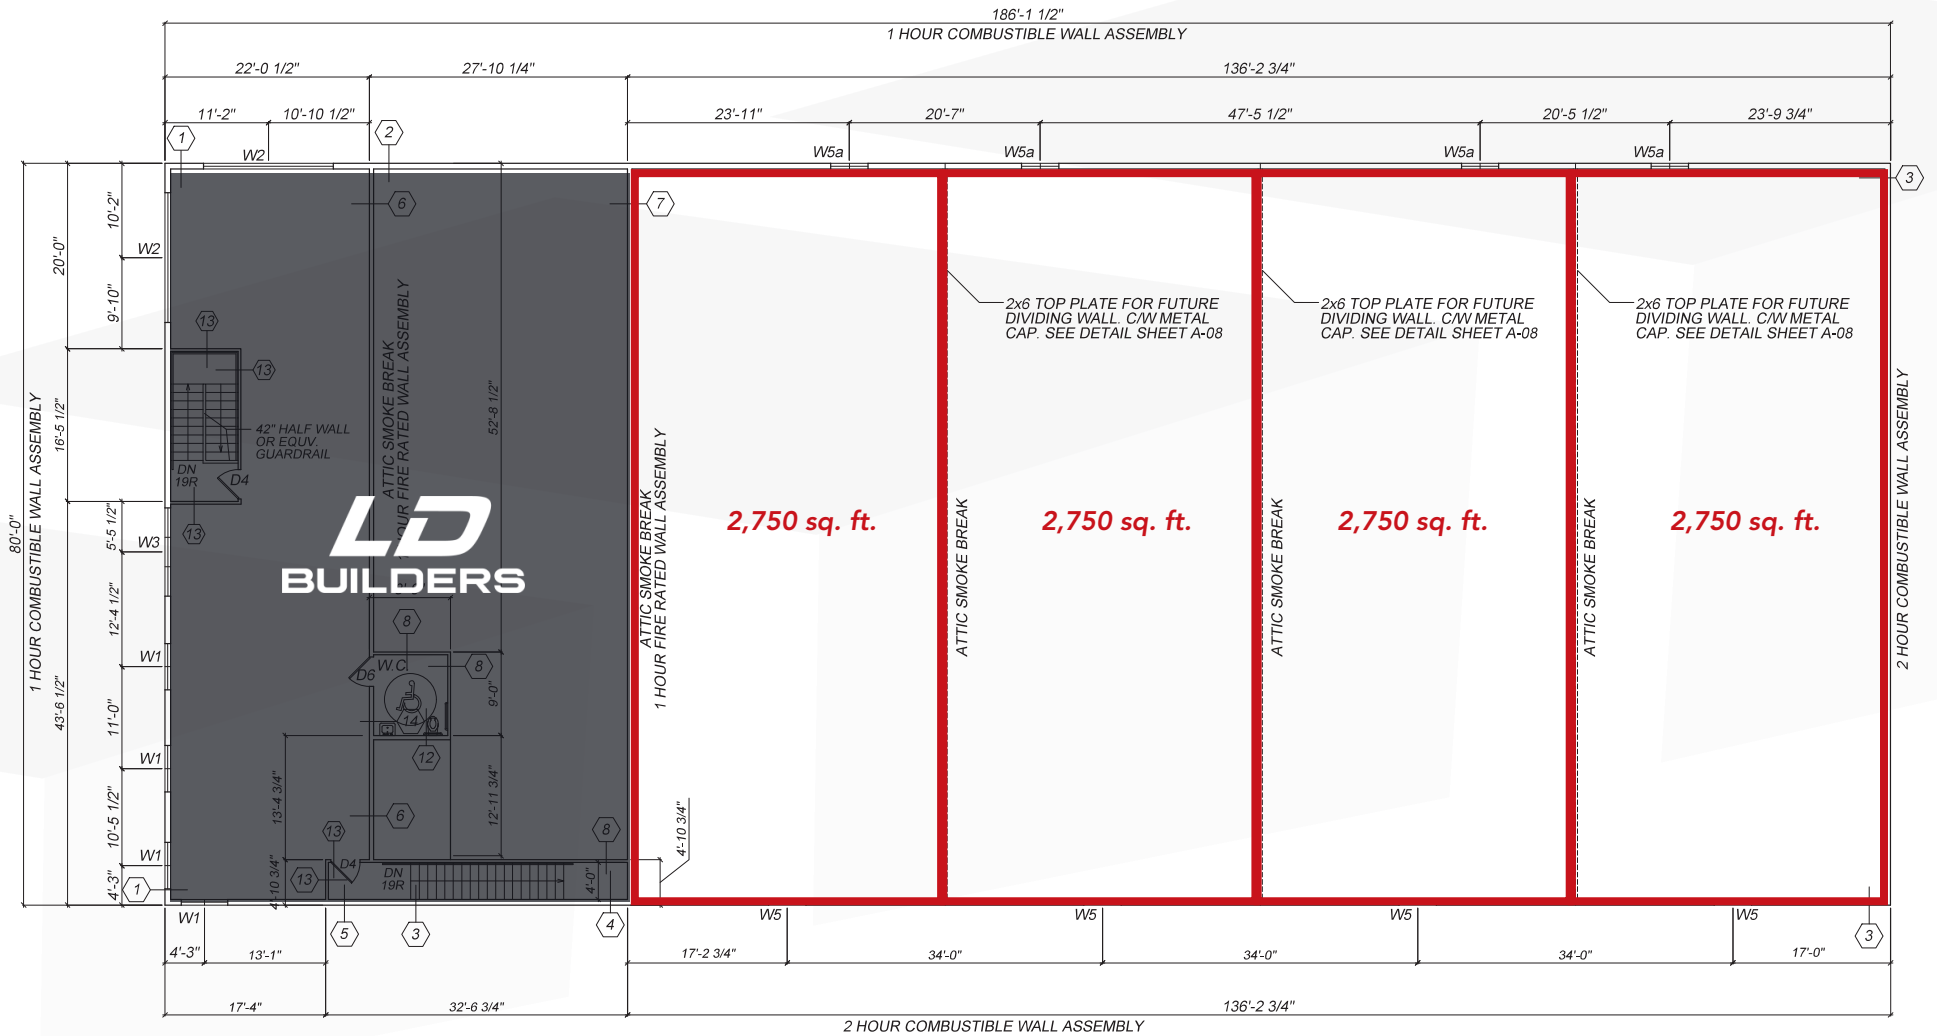 186'-1 1/2"
1 HOUR COMBUSTIBLE WALL ASSEMBLY
22'-0 1/2"
27'-10 1/4"
136'-2 3/4"
11'-2"
10'-10 1/2"
23'-11"
20'-7"
47'-5 1/2"
20'-5 1/2"
23'-9 3/4"
1
2
W2
W5a
W5a
W5a
W5a
3
6
7
10'-2"
W2
20'-0"
9'-10"
13
13
2x6 TOP PLATE FOR FUTURE
DIVIDING WALL. C/W METAL
CAP. SEE DETAIL SHEET A-08
2x6 TOP PLATE FOR FUTURE
DIVIDING WALL. C/W METAL
CAP. SEE DETAIL SHEET A-08
2x6 TOP PLATE FOR FUTURE
DIVIDING WALL. C/W METAL
CAP. SEE DETAIL SHEET A-08
ATTIC SMOKE BREAK
HOUR FIRE RATED WALL ASSEMBLY
52'-8 1/2"
16'-5 1/2"
42" HALF WALL
OR EQUV.
GUARDRAIL
DN
19R
D4
13
1 HOUR COMBUSTIBLE WALL ASSEMBLY
80'-0"
LD
BUILDERS
2,750 sq. ft.
2,750 sq. ft.
2,750 sq. ft.
2,750 sq. ft.
ATTIC SMOKE BREAK
1 HOUR FIRE RATED WALL ASSEMBLY
ATTIC SMOKE BREAK
ATTIC SMOKE BREAK
ATTIC SMOKE BREAK
2 HOUR COMBUSTIBLE WALL ASSEMBLY
5'-5 1/2"
W3
12'-4 1/2"
W1
43'-6 1/2"
11'-0"
W1
10'-5 1/2"
W1
4'-3"
1
8
W.C.
8
D6
9'-0"
14
12
13'-4 3/4"
12'-11 3/4"
6
13
8
D4
13
DN
19R
4'-10 3/4"
4'-0"
4'-10 3/4"
W1
5
3
4
W5
W5
W5
W5
3
4'-3"
13'-1"
17'-2 3/4"
34'-0"
34'-0"
34'-0"
17'-0"
17'-4"
32'-6 3/4"
136'-2 3/4"
2 HOUR COMBUSTIBLE WALL ASSEMBLY